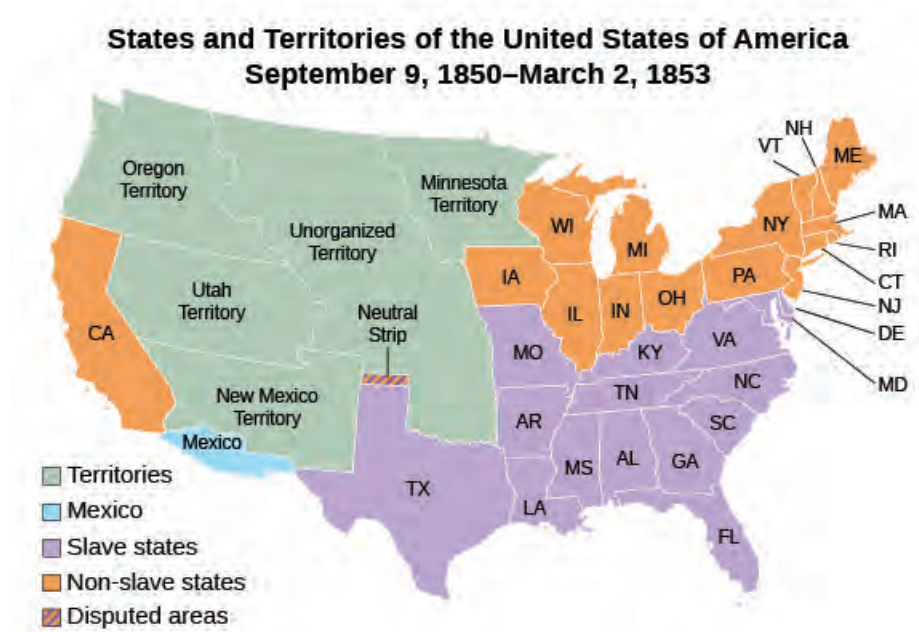 States and Territories of the United States of America
September 9, 1850–March 2, 1853
NH
VT
ME
Oregon
Territory
Minnesota
Territory
MA
NY
WI
Unorganized
Territory
MI
RI
PA
IA
CT
Utah
Territory
OH
NJ
IL
IN
Neutral
Strip
CA
DE
VA
MO
KY
MD
NC
TN
New Mexico
Territory
AR
SC
Mexico
AL
GA
MS
Territories
TX
LA
Mexico
FL
Slave states
Non-slave states
Disputed areas